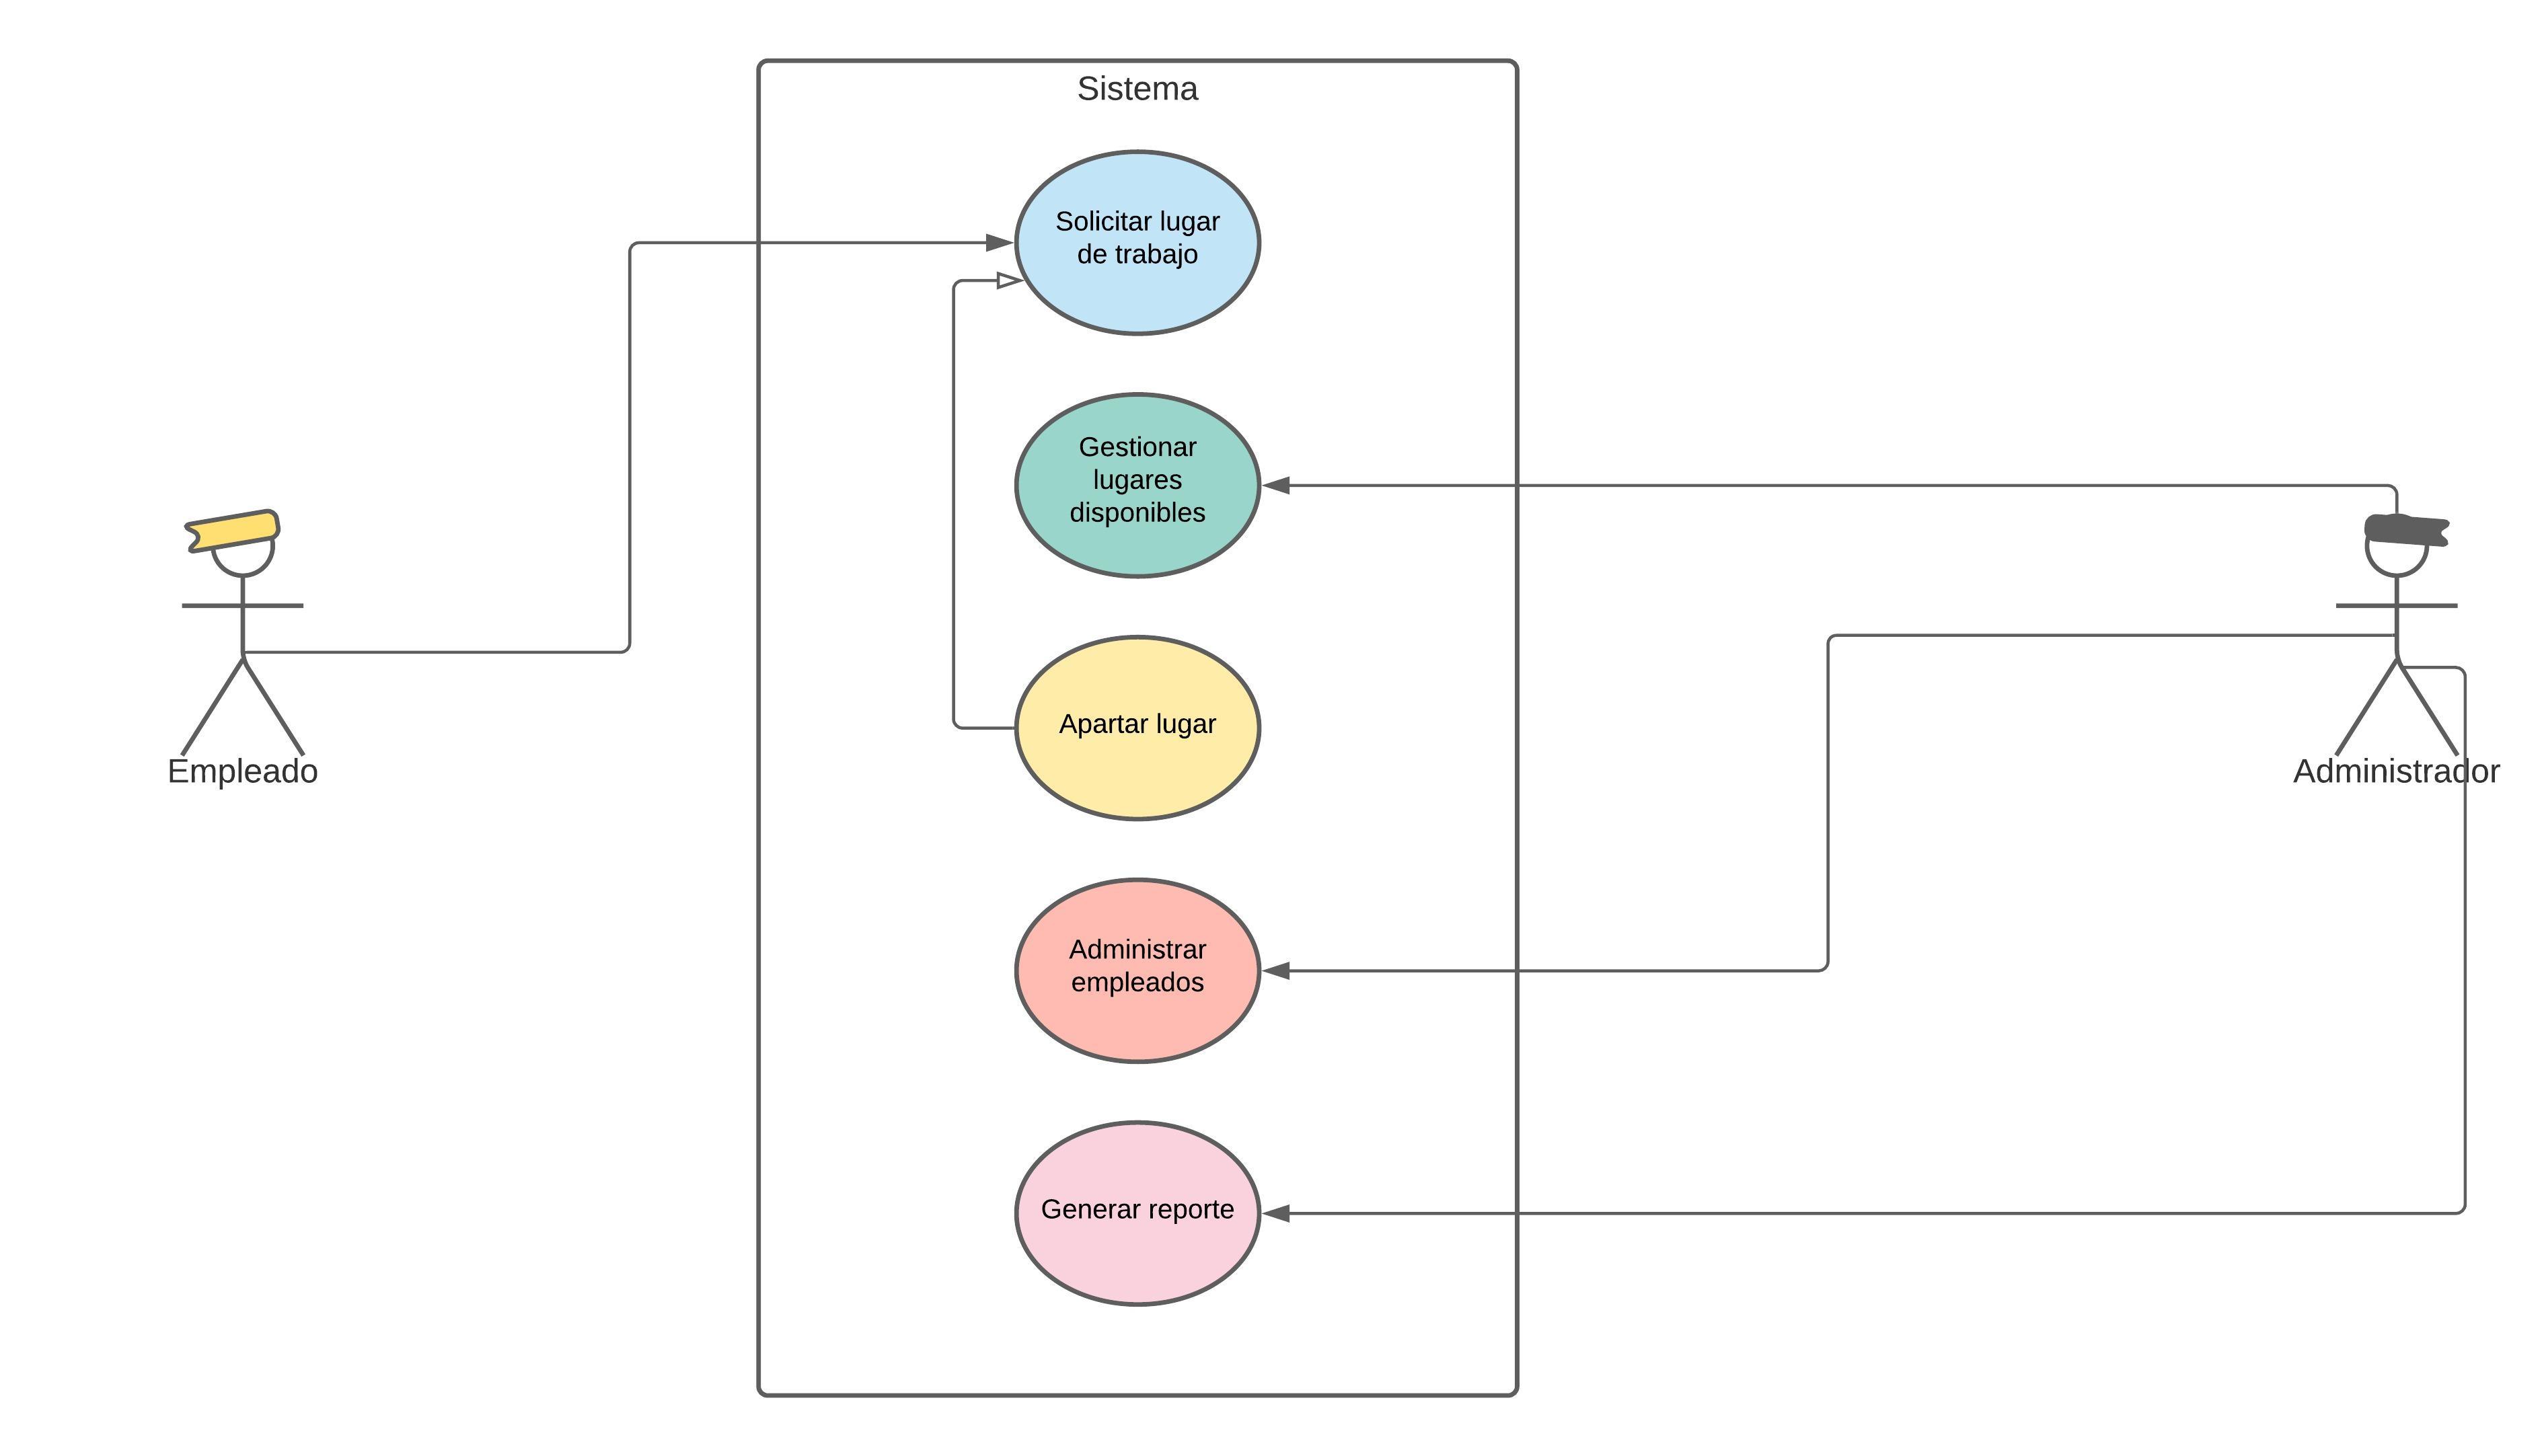 Sistema
Solicitar lugar
de trabajo
Gestionar
lugares
disponibles
Apartar lugar
Empleado
Administrador
Administrar
empleados
Generar reporte